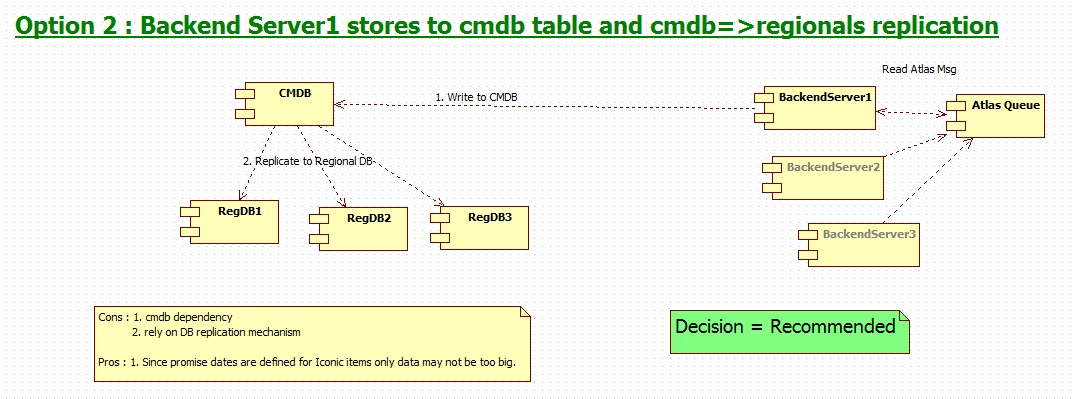 Option 2 : Backend Server1 stores to cmdb table and cmdb=>regionals replication
Read Atlas Msg
CMDB
1. Write to CMDB
BackendServer1
Atlas Queue
2. Replicate to Regional DB
BackendServer2
RegDB1
RegDB2
RegDB3
BackendServer3
Cons : 1. cmdb dependency
2. rely on DB replication mechanism
Pros : 1. Since promise dates are defined for Iconic items only data may not be too big.
Decision = Recommended